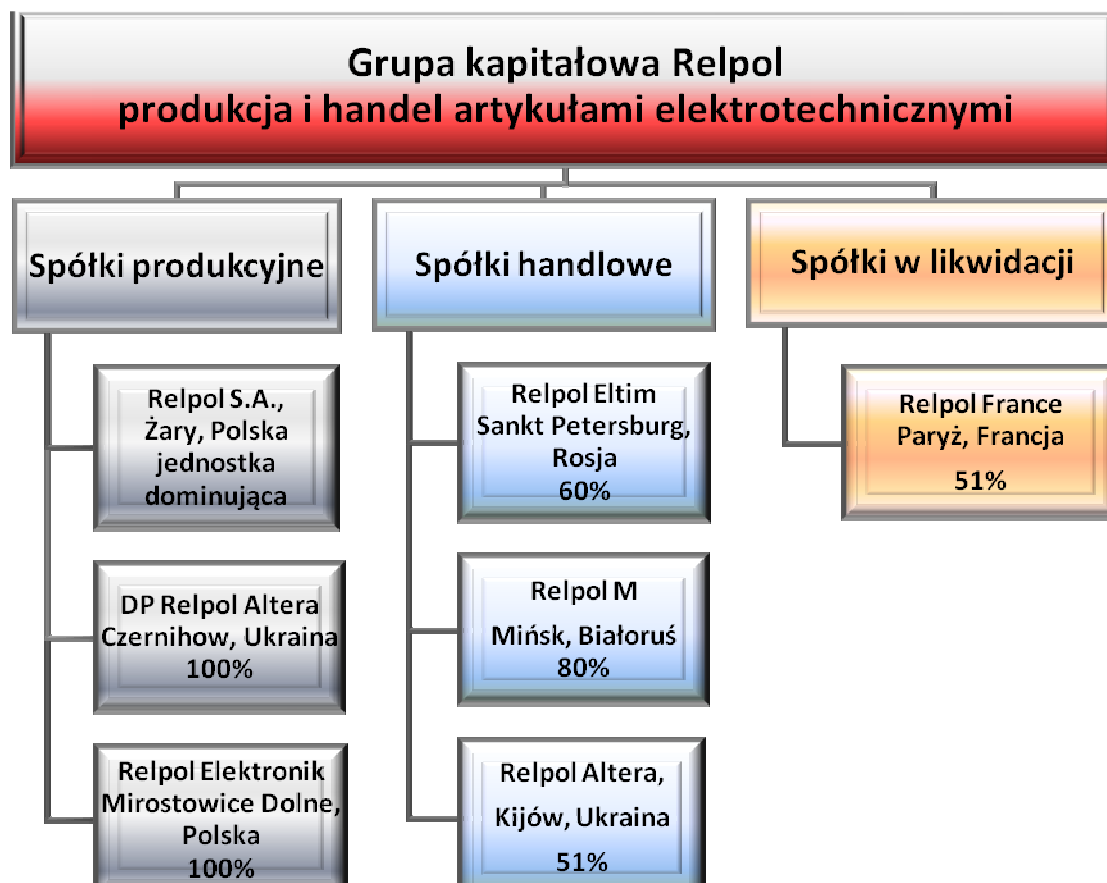 Grupa kapitałowa Relpol
produkcja i handel artykułami elektrotechnicznymi
Spółki produkcyjne
Relpol S.A.,
Żary, Polska
jednostka
dominująca
DP Relpol Altera
Czernihow, Ukraina
100%
Relpol Elektronik
Mirostowice Dolne,
Polska
100%
Spółki handlowe
Relpol Eltim
Sankt Petersburg,
Rosja
60%
Relpol M
Mińsk, Białoruś
80%
Relpol Altera,
Kijów, Ukraina
51%
Spółki w likwidacji
Relpol France
Paryż, Francja
51%